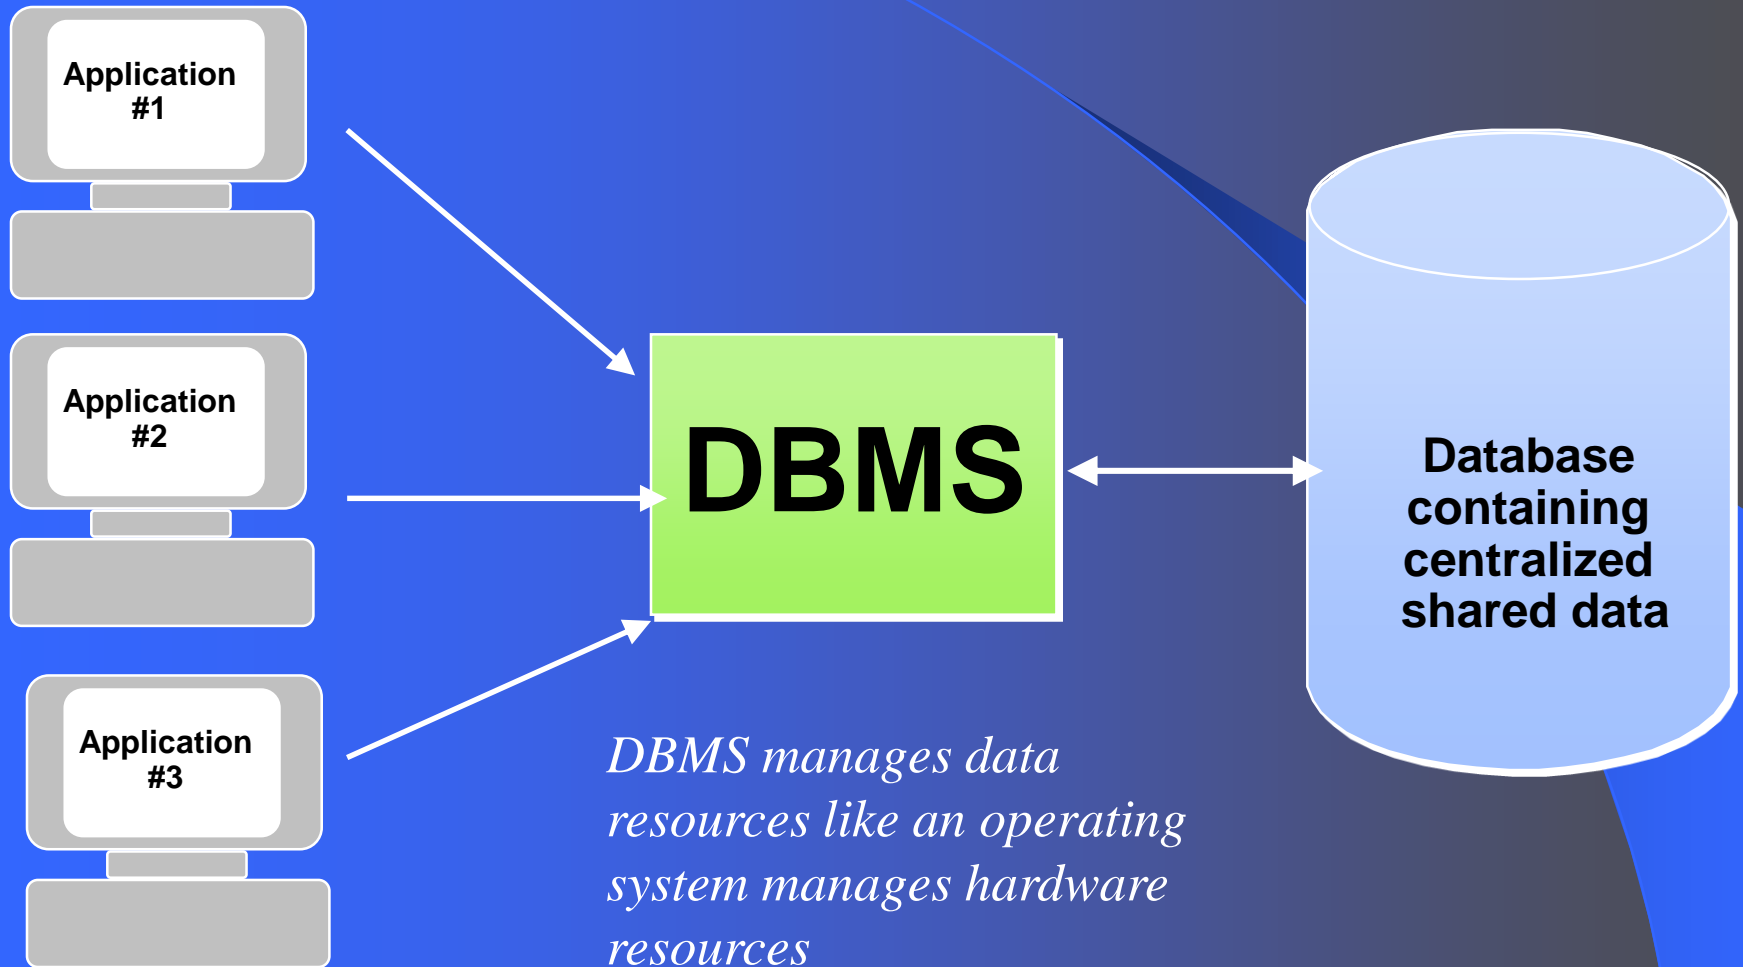 Application
#1
Application
#2
Application
#3
DBMS
Database
containing
centralized
shared data
DBMS manages data
resources like an operating
system manages hardware
resources